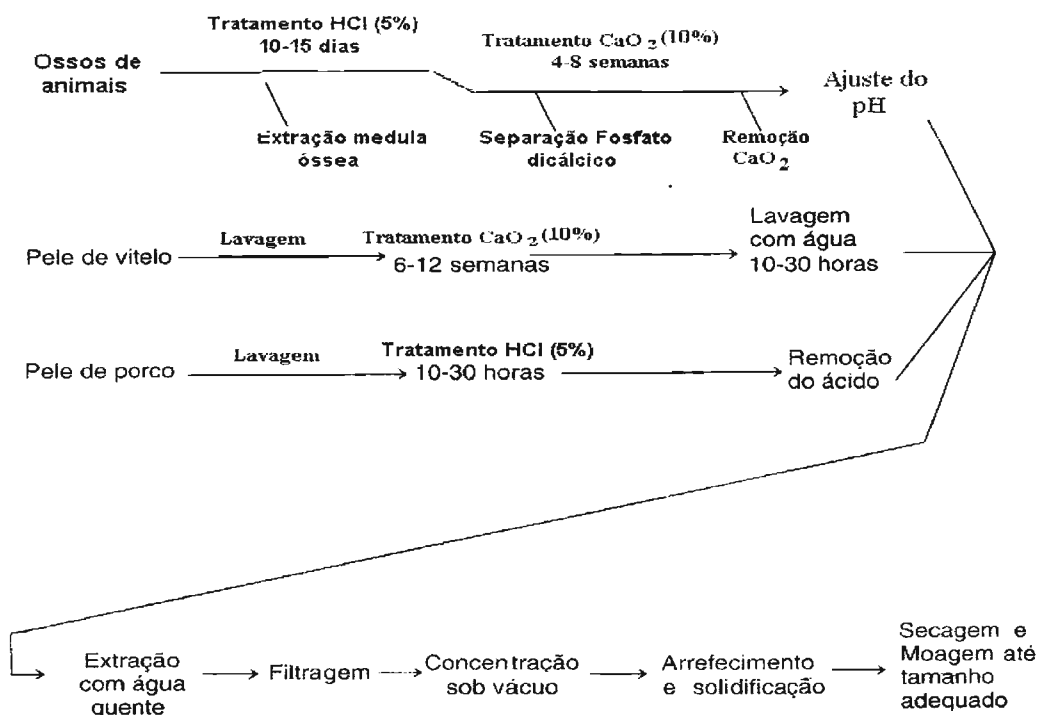 Tratamento HCl (5%)
10-15 dias
Tratamento CaO2 (10%)
4-8 semanas
Ossos de
animais
Ajuste do
pH
Extração medula
óssea
Separação Fosfato
dicálcico
Remoção
CaO2
Pele de vitelo
Lavagem
Tratamento CaO2 (10%)
6-12 semanas
Lavagem
com água
10-30 horas
Pele de porco
Lavagem
Tratamento HCl (5%)
10-30 horas
Remoção
do ácido
Extração
com água
quente
Filtragem
Concentração
sob vácuo
Arrefecimento
e solidificação
Secagem e
Moagem até
tamanho
adequado